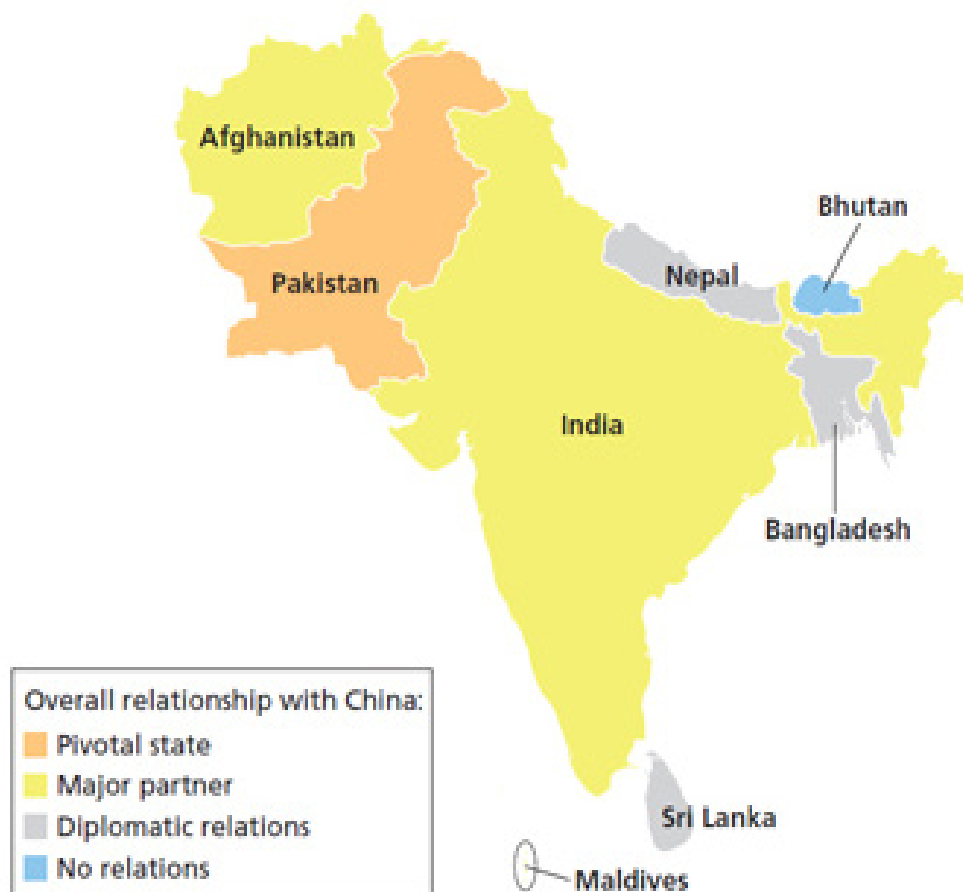 Afghanistan
Bhutan
Nepal
Pakistan
India
Bangladesh
Overall relationship with China:
Pivotal state
Major partner
Diplomatic relations
No relations
Sri Lanka
Maldives